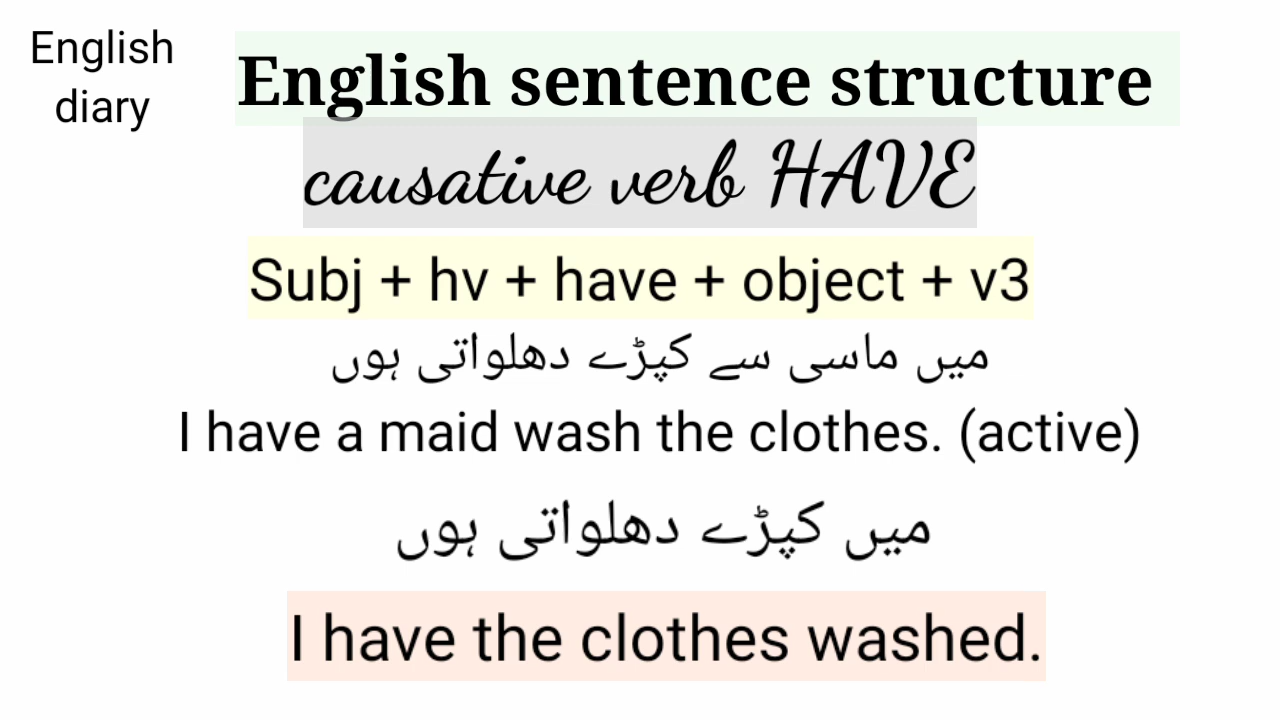 English
diary
English sentence structure
causative verb HAVE
Subj + hv + have + object + v3
میں ماسی سے کپڑے دھلواتی ہوں
I have a maid wash the clothes. (active)
میں کپڑے دھلواتی ہوں
I have the clothes washed.